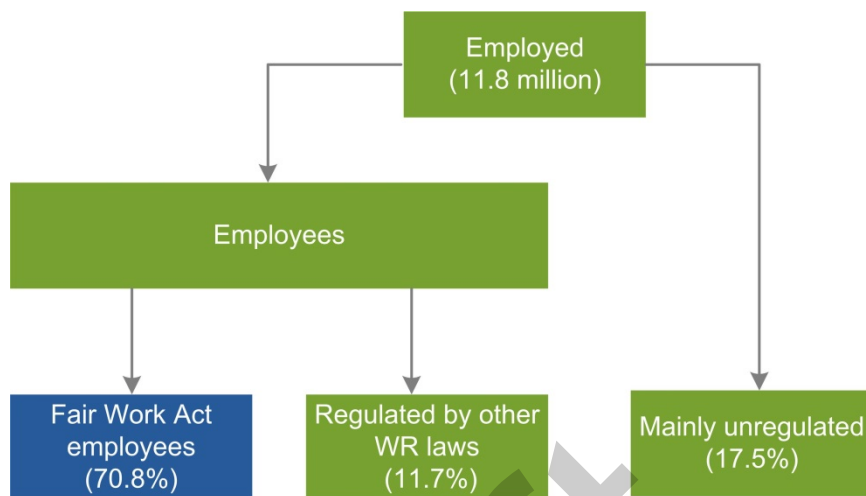 Employed
(11.8 million)
Employees
Fair Work Act
employees
(70.8%)
Regulated by other
WR laws
(11.7%)
Mainly unregulated
(17.5%)